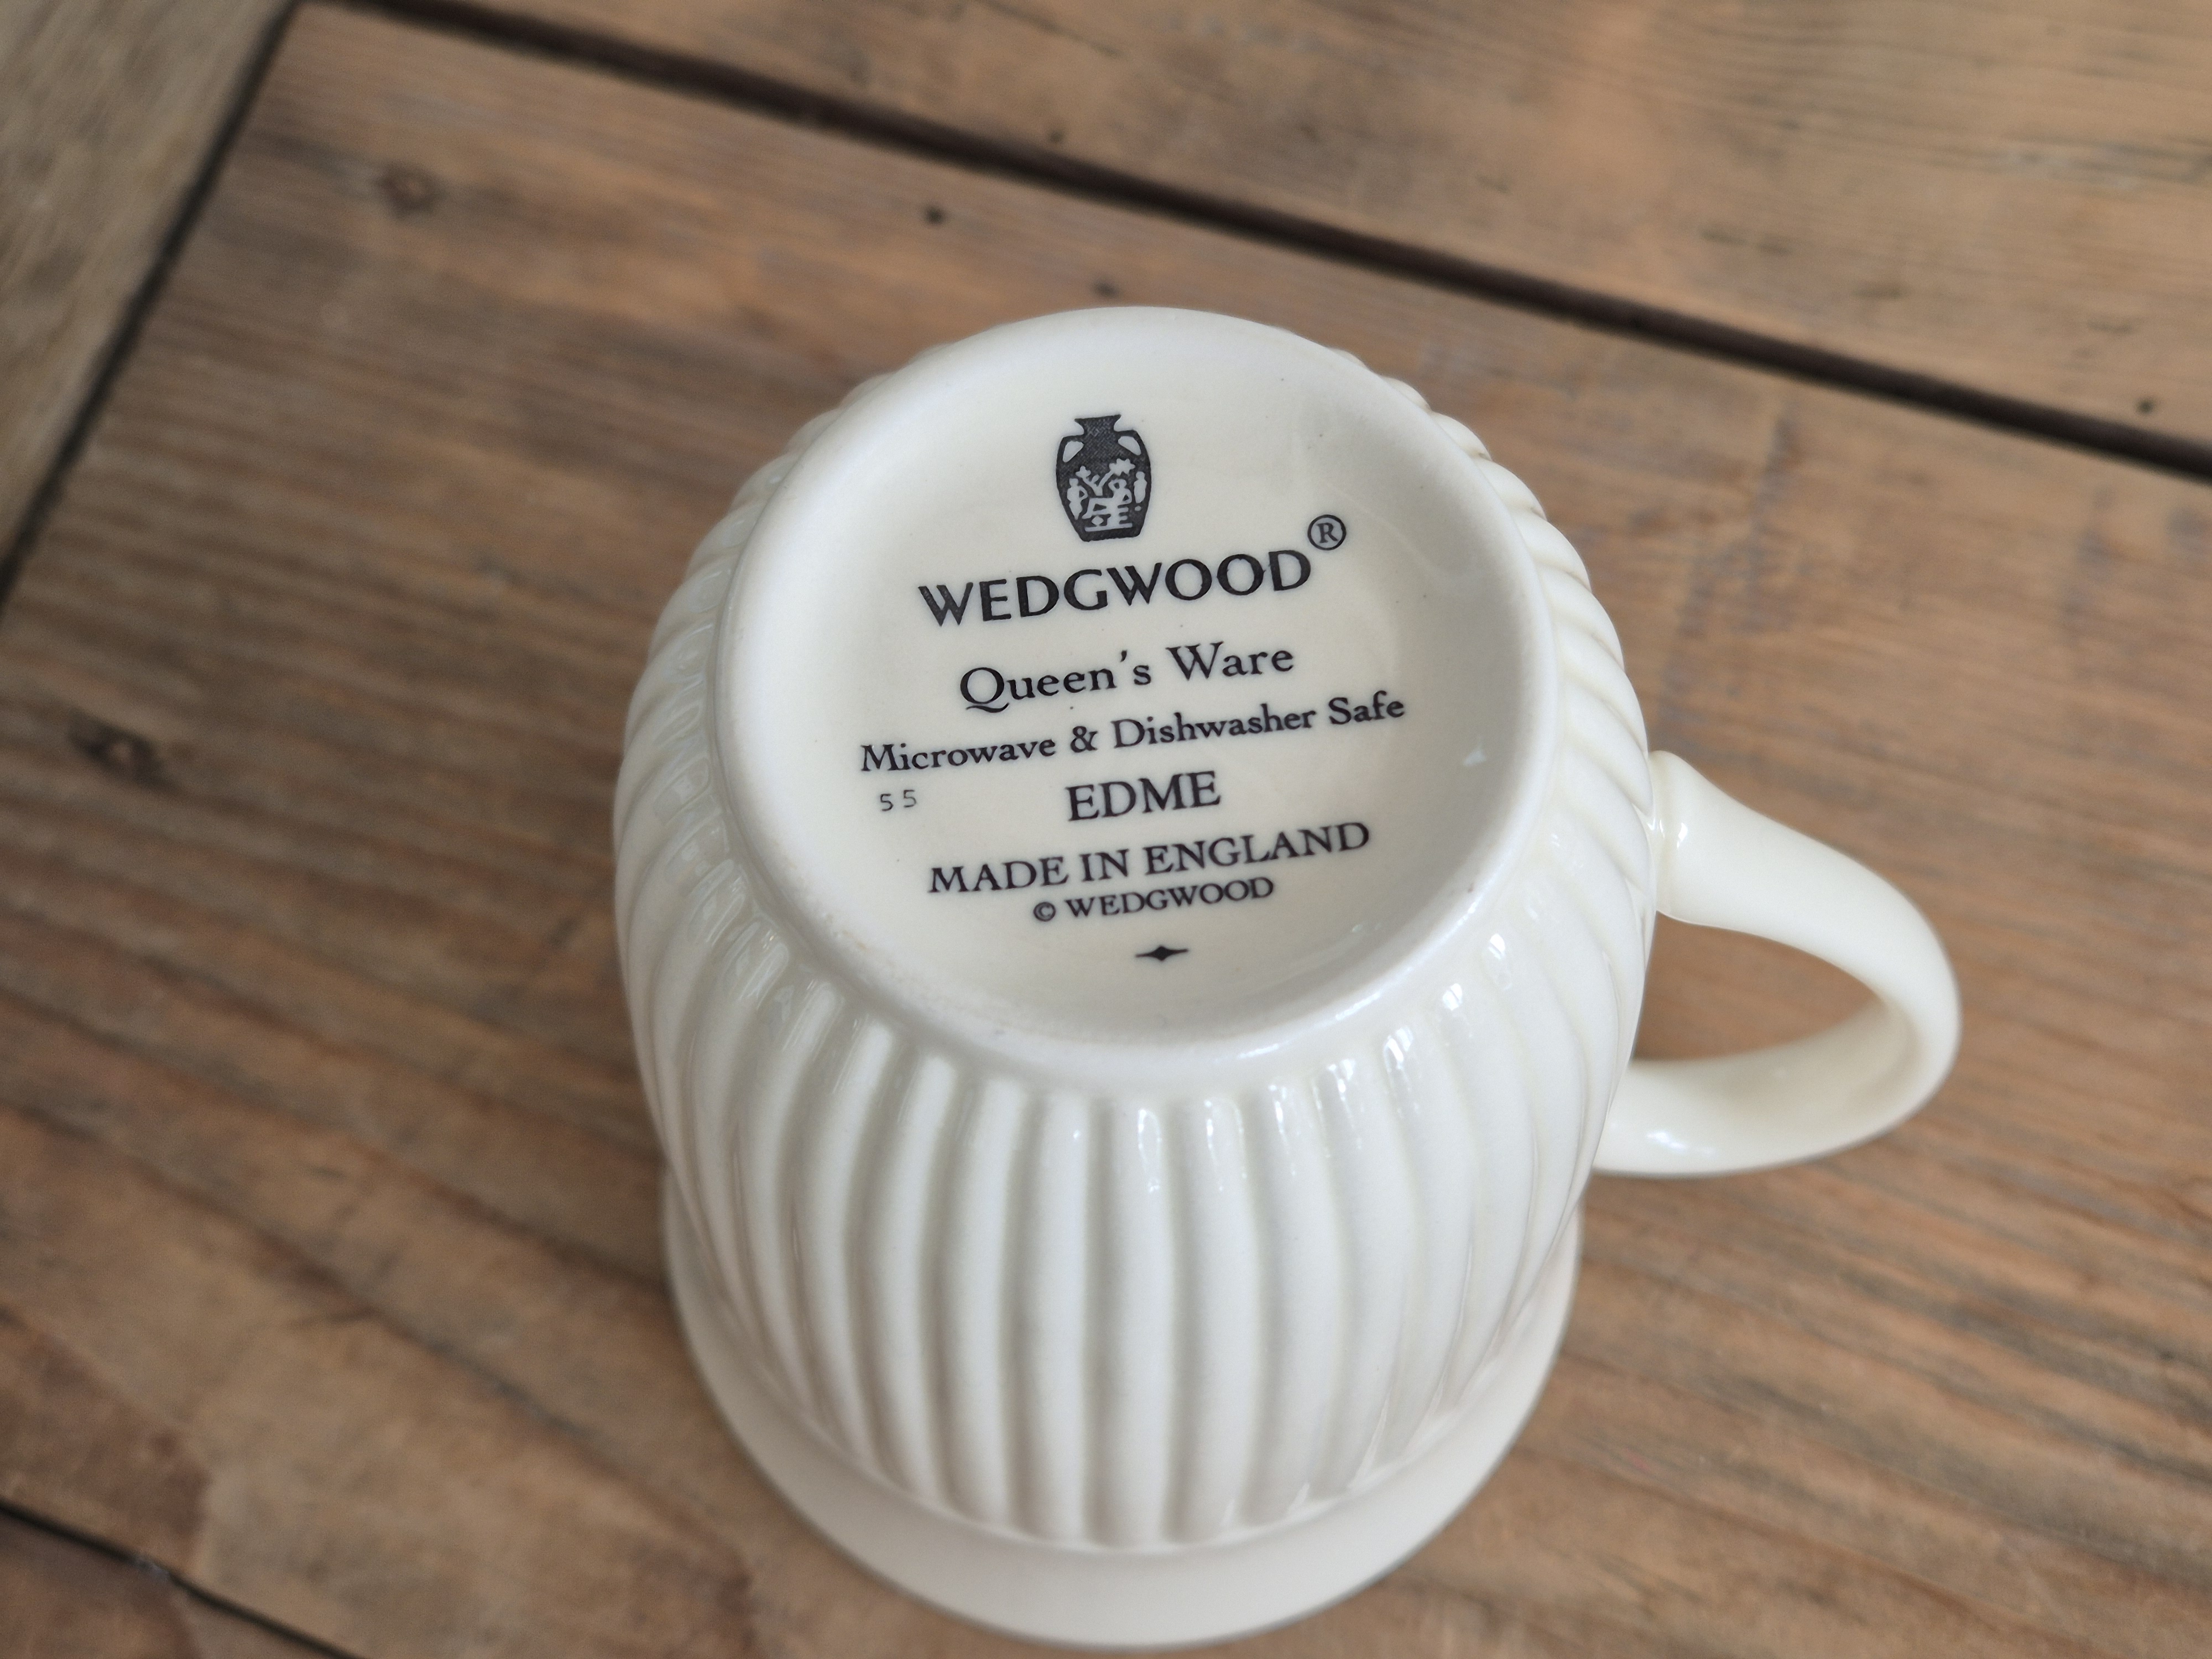 WEDGWOOD®
Queen's Ware
Microwave & Dishwasher Safe
55 EDME
MADE IN ENGLAND
© WEDGWOOD